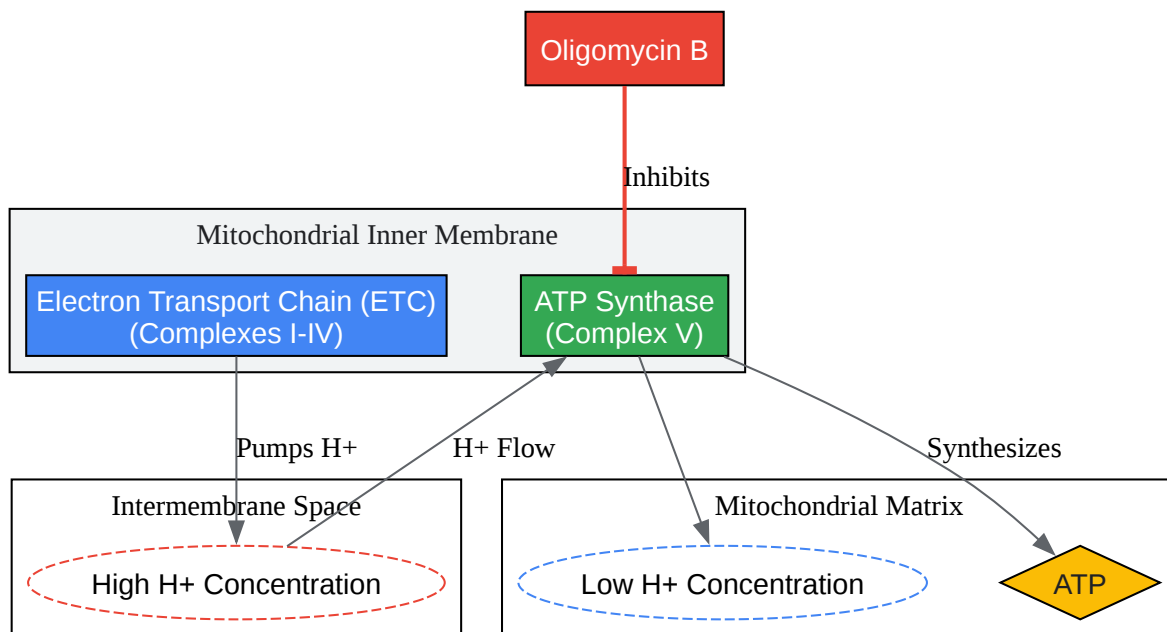 Oligomycin B
Inhibits
Mitochondrial Inner Membrane
Electron Transport Chain (ETC)
(Complexes I-IV)
ATP Synthase
(Complex V)
Pumps H+
H+ Flow
Synthesizes
Intermembrane Space
Mitochondrial Matrix
High H+ Concentration
Low H+ Concentration
ATP